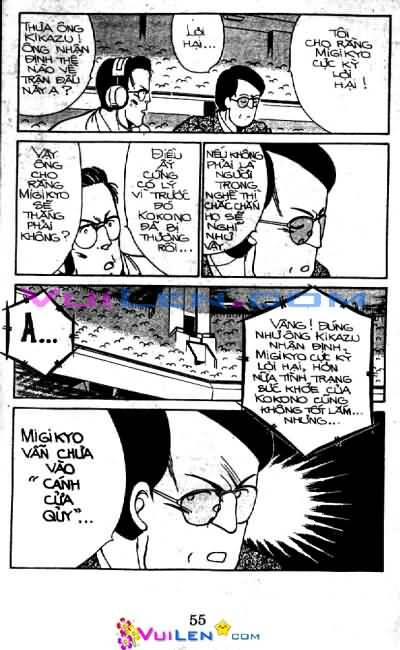 THƯA ÔNG
KIKAZU!
ÔNG NHẬN
ĐỊNH THẾ
NÀO VỀ
TRẬN ĐẤU
NÀY Ạ?
LỢI
HẠI...
TÔI
CHO RẰNG
MIGIKYO
CỰC KỲ
LỢI
HẠI!
VẬY
ÔNG
CHO
RẰNG
MIGIKYO
SẼ
THẮNG
PHẢI
KHÔNG?
ĐIỀU
ẤY
CŨNG
CÓ LÝ
VÌ TRƯỚC
ĐÓ
KOKONO
ĐÃ BỊ
THƯƠNG
RỒI...
NẾU KHÔNG
PHẢI LÀ
NGƯỜI
TRONG
NGHỀ THÌ
CHẮC CHẮN
HỌ SẼ
NGHĨ
NHƯ
VẬY
VuiLen.com
À...
VÂNG! ĐÚNG
NHƯ ÔNG KIKAZU
NHẬN ĐỊNH,
MIGIKYO CỰC KỲ
LỢI HẠI, HƠN
NỮA TÌNH TRẠNG
SỨC KHỎE CỦA
KOKONO CŨNG
KHÔNG TỐT LẮM...
NHƯNG...
MIGIKYO
VẪN CHƯA
VÀO
"CÁNH
CỬA
QUỶ"...
55
VuiLen.com